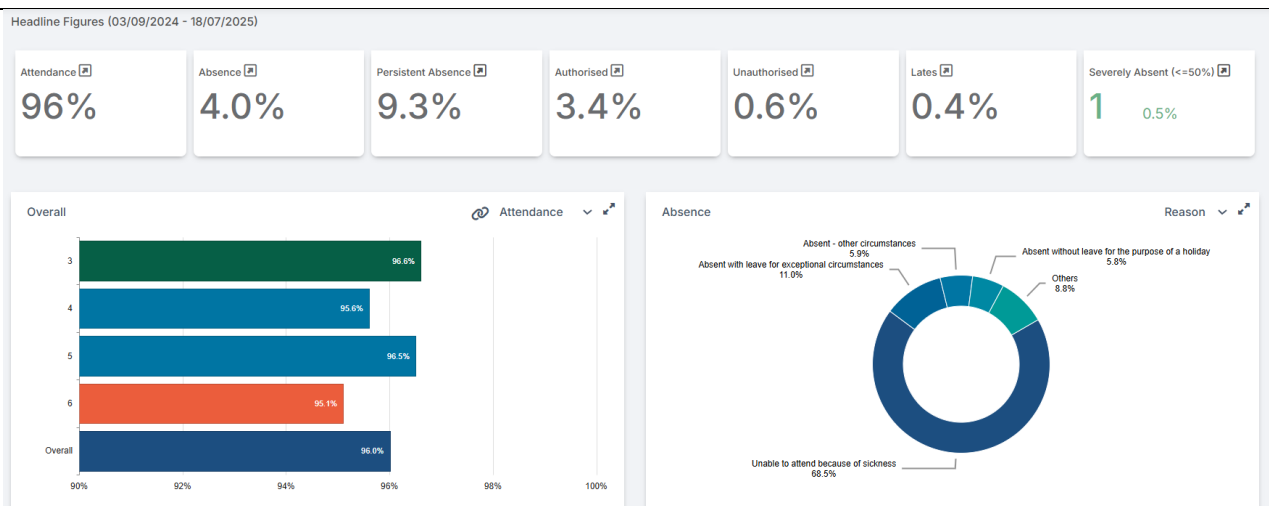 Headline Figures (03/09/2024 - 18/07/2025)
Attendance
96%
Absence
4.0%
Persistent Absence
9.3%
Authorised
3.4%
Unauthorised
0.6%
Lates
0.4%
Severely Absent (<=50%)
1 0.5%
Overall
Attendance
3 96.6%
4 95.6%
5 96.5%
6 95.1%
Overall 96.0%
90% 92% 94% 96% 98% 100%
Absence
Reason
Absent - other circumstances
5.9%
Absent with leave for exceptional circumstances
11.0%
Absent without leave for the purpose of a holiday
5.8%
Others
8.8%
Unable to attend because of sickness
68.5%